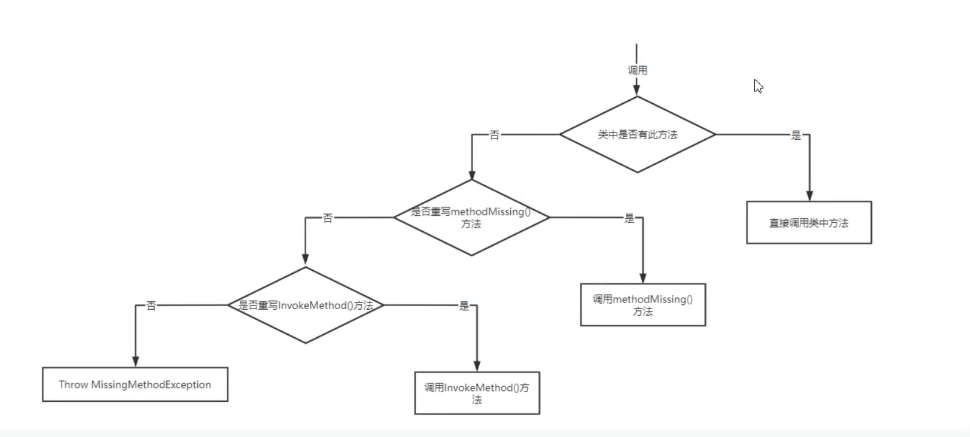 调用
类中是否有此方法
否
是
是否重写methodMissing()
方法
直接调用类中方法
否
是
是否重写InvokeMethod()方法
调用methodMissing()
方法
否
是
Throw MissingMethodException
调用InvokeMethod()方
法